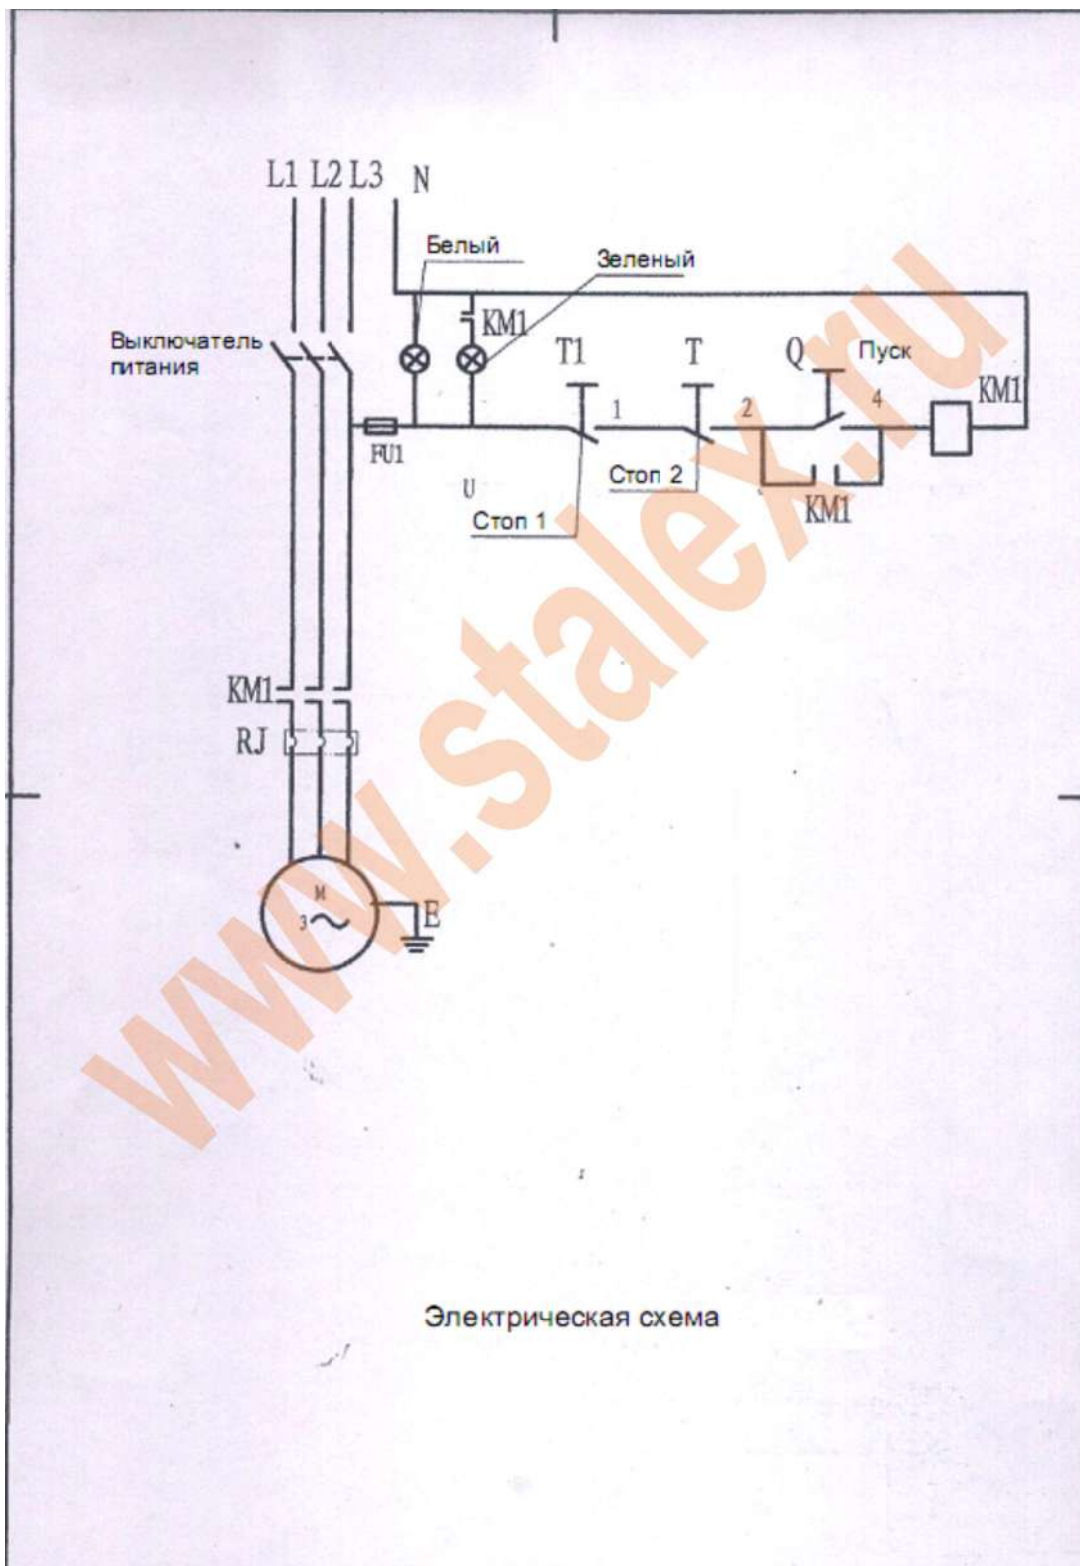 L1 L2 L3 N
Белый
Зеленый
KM1
Выключатель
питания
T1 T Q Пуск
KM1
1 2 4
FU1
U
Стоп 1
Стоп 2
KM1
KM1
RJ
M
3
E
www.stalex.ru
Электрическая схема